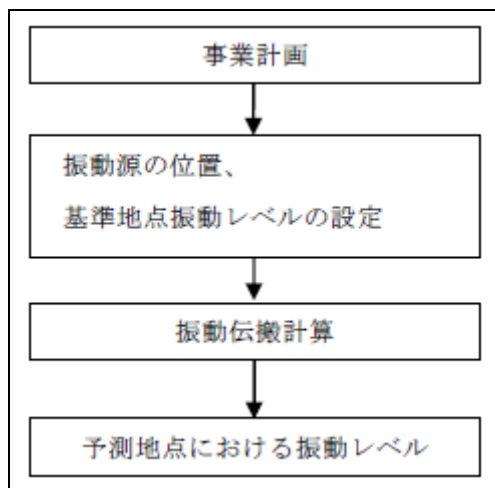 事業計画
振動源の位置、
基準地点振動レベルの設定
振動伝搬計算
予測地点における振動レベル